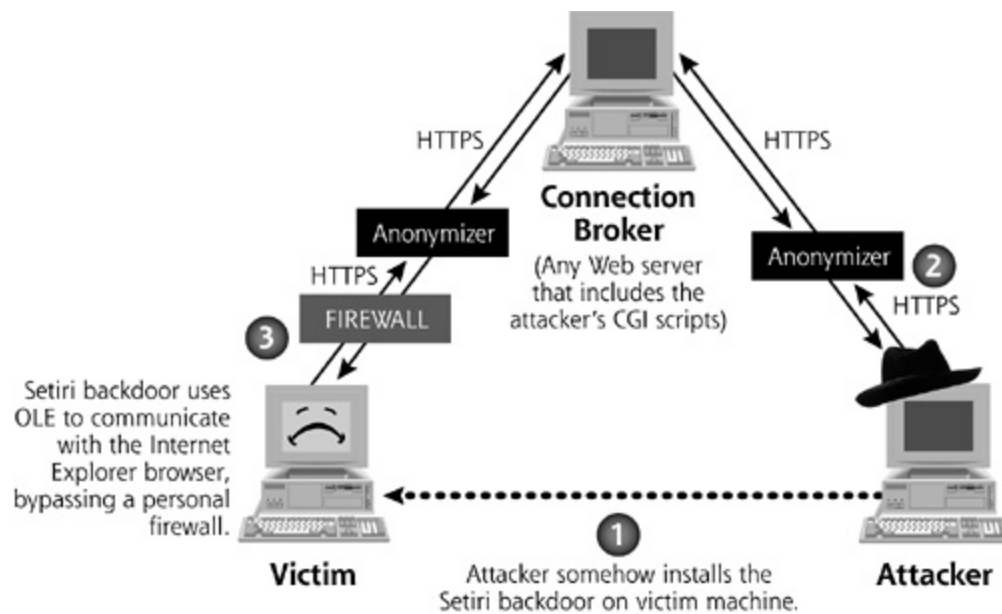 HTTPS
HTTPS
Connection
Broker
(Any Web server
that includes the
attacker's CGI scripts)
Anonymizer
Anonymizer
2
HTTPS
HTTPS
FIREWALL
3
Setiri backdoor uses
OLE to communicate
with the Internet
Explorer browser,
bypassing a personal
firewall.
Victim
1
Attacker somehow installs the
Setiri backdoor on victim machine.
Attacker